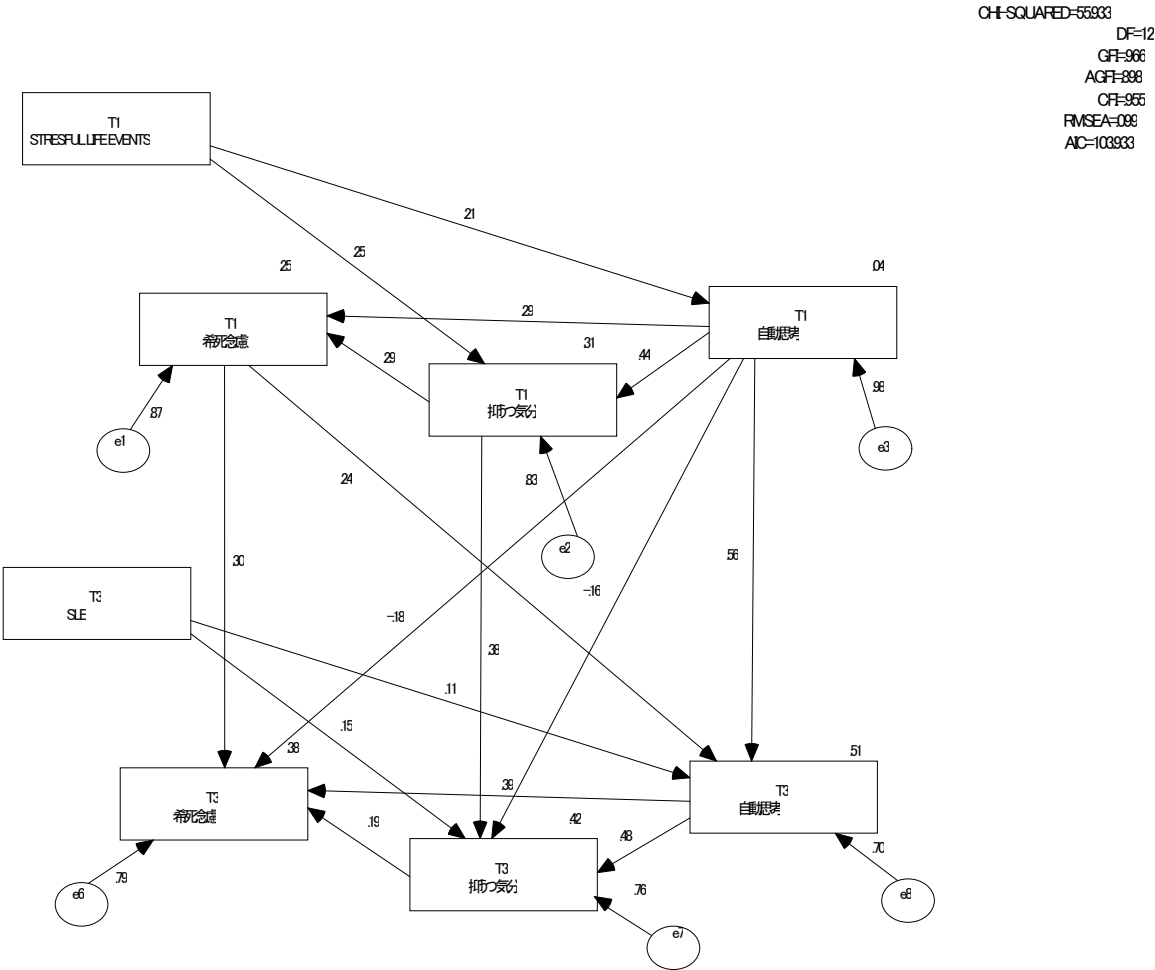 CHI-SQUARED=55.933
DF=12
GFI=.966
AGFI=.898
CFI=.955
RMSEA=.099
AIC=103.933
T1
STRESFUL LIFE EVENTS
.21
.25
.25
.04
T1
希死念慮
.29
T1
自動思考
.31
.44
.29
T1
抑うつ気分
.87
.98
e1
e3
.24
.83
e2
.56
.30
-.16
T3
SLE
-.18
.38
.11
.15
.38
.51
T3
希死念慮
.39
T3
自動思考
.19
.42
.48
.70
T3
抑うつ気分
.79
.76
e6
e8
e7